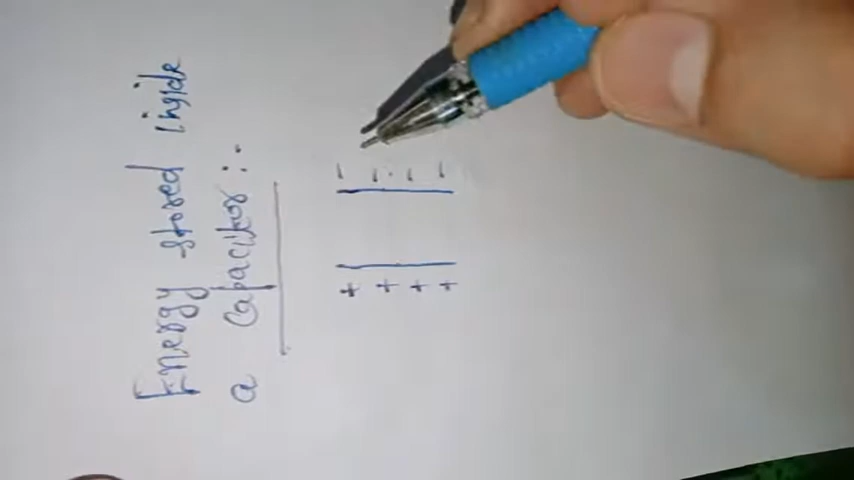 Energy stored inside
a Capacitor :-
- - - -
+ + + +